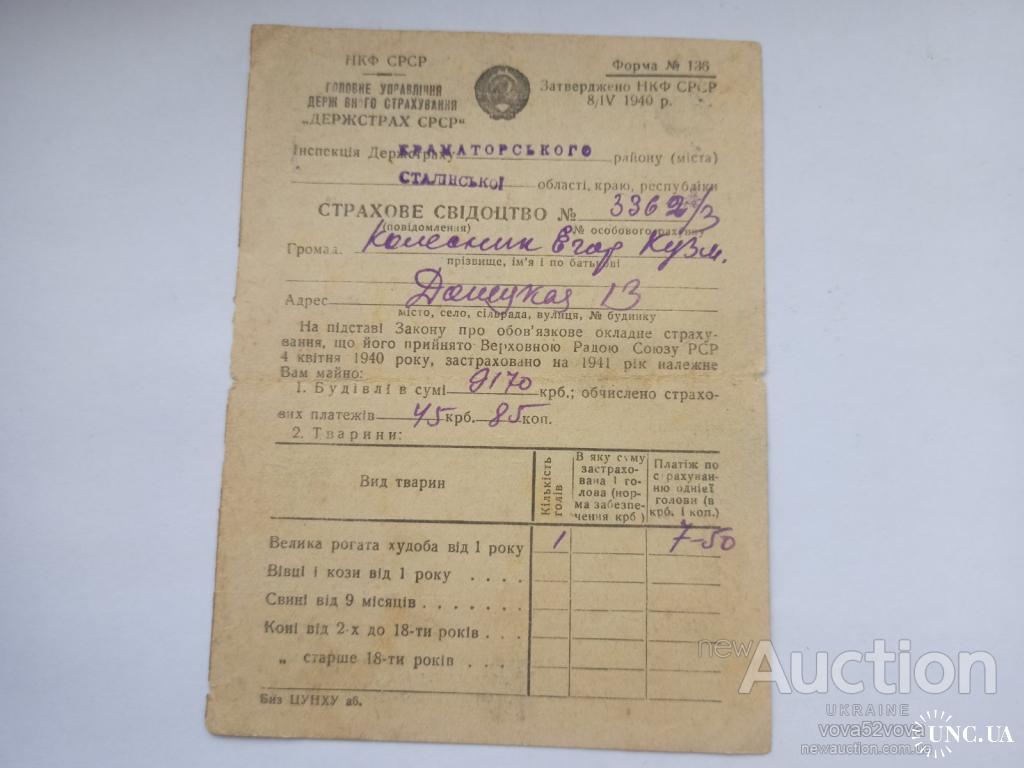 НКФ СРСР
ГОЛОВНЕ УПРАВЛІННЯ
ДЕРЖ ВНОГО СТРАХУВАННЯ
„ДЕРЖСТРАХ СРСР“
Форма № 136
Затверджено НКФ СРСР
8/IV 1940 р.
Інспекція Держстраху КРАМАТОРСЬКОГО району (міста)
СТАЛІНСЬКОЇ області, краю, республіки
СТРАХОВЕ СВІДОЦТВО № 3362/3
(повідомлення) № особового рахунку
Громад. Колесник Егор Кузм.
прізвище, ім'я і по батькові
Адрес Донецкая 13
місто, село, сільрада, вулиця, № будинку
На підставі Закону про обов'язкове окладне страху-
вання, що його прийнято Верховною Радою Союзу РСР
4 квітня 1940 року, застраховано на 1941 рік належне
Вам майно:
1. Будівлі в сумі 9170 крб.; обчислено страхо-
вих платежів 45 крб. 85 коп.
2. Тварини:
Вид тварин
Кількість голів
В яку суму
застрахо-
вана 1 го-
лова (нор-
ма забезпе-
чення крб )
Платіж по
страхуван-
ню однієї
голови (в
крб. і коп.)
Велика рогата худоба від 1 року 1 7-50
Вівці і кози від 1 року . . . .
Свині від 9 місяців . . . . . . .
Коні від 2-х до 18-ти років . . .
„ старше 18-ти років . . . .
Биз ЦУНХУ аб.
newAuction
UKRAINE
vova52vova
newauction.com.ua
UNC.UA